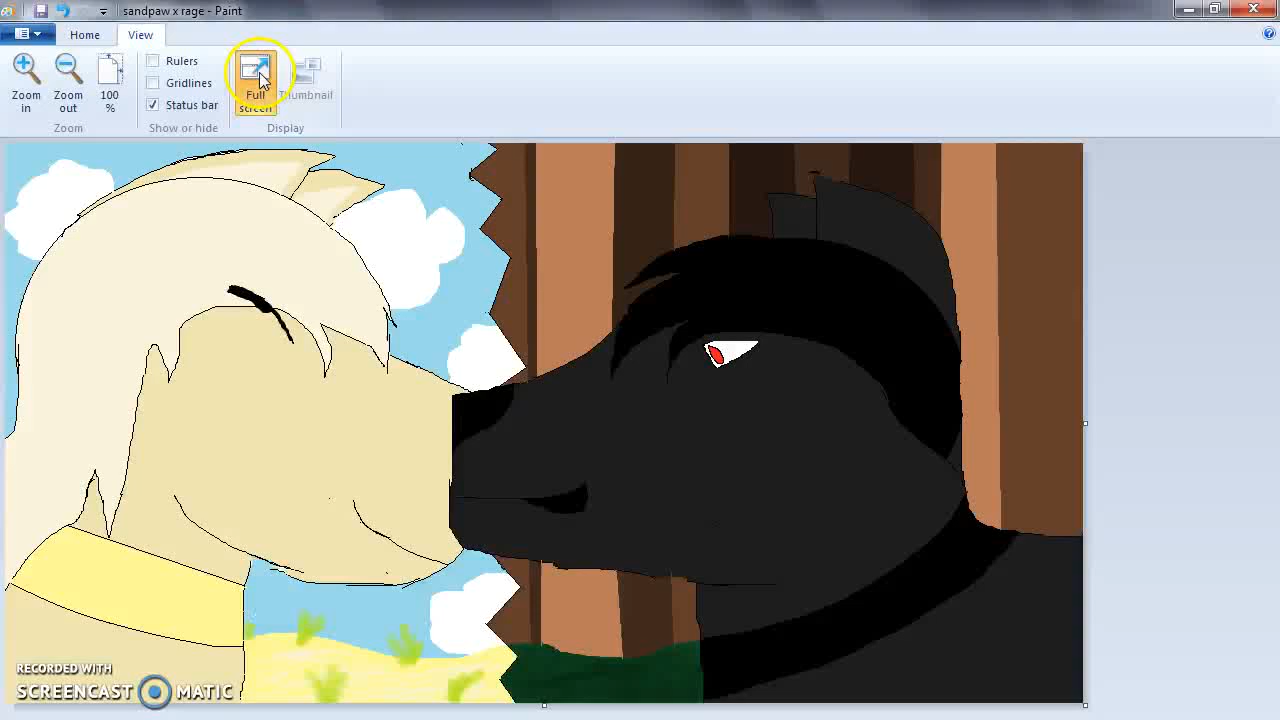 sandpaw x rage - Paint
Home
View
Zoom in
Zoom out
100 %
Rulers
Gridlines
Status bar
Full screen
Thumbnail
Zoom
Show or hide
Display
RECORDED WITH
SCREENCAST MATIC